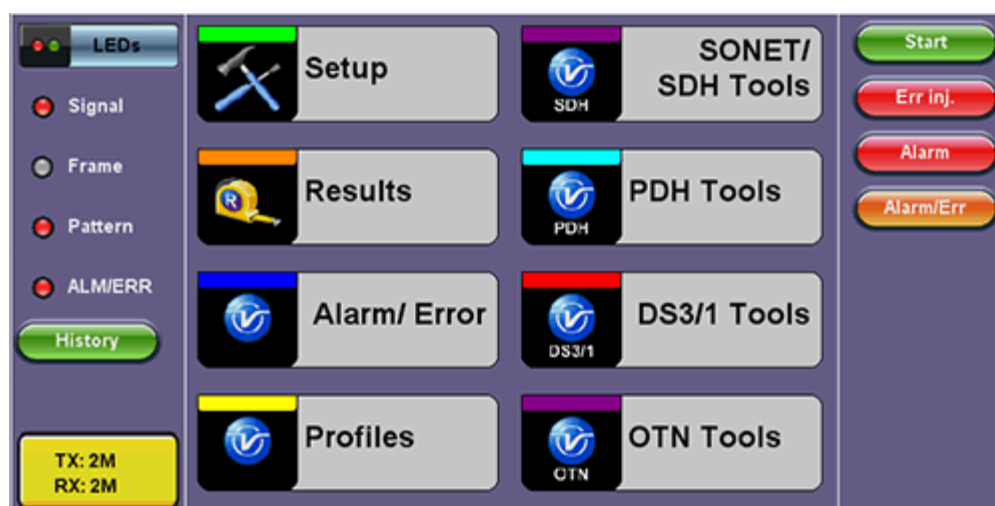 LEDs
Signal
Frame
Pattern
ALM/ERR
History
TX: 2M
RX: 2M
Setup
SONET/
SDH Tools
SDH
Results
R
PDH Tools
PDH
Alarm/ Error
DS3/1 Tools
DS3/1
Profiles
OTN Tools
OTN
Start
Err inj.
Alarm
Alarm/Err